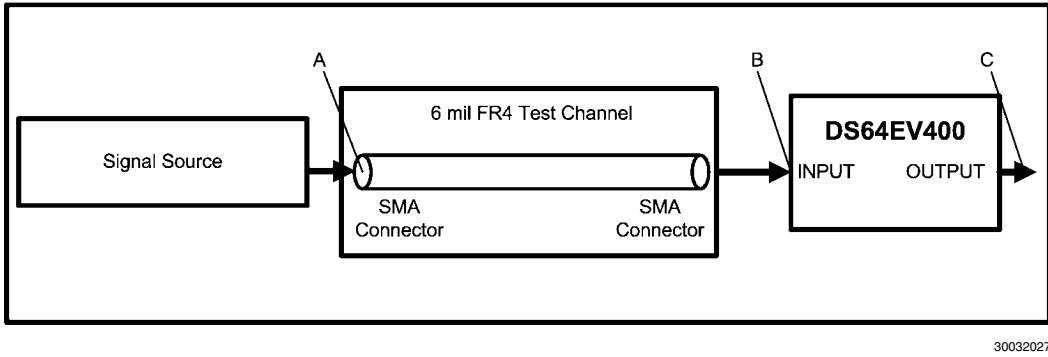 A
B
C
6 mil FR4 Test Channel
Signal Source
DS64EV400
INPUT
OUTPUT
SMA
Connector
SMA
Connector
30032027